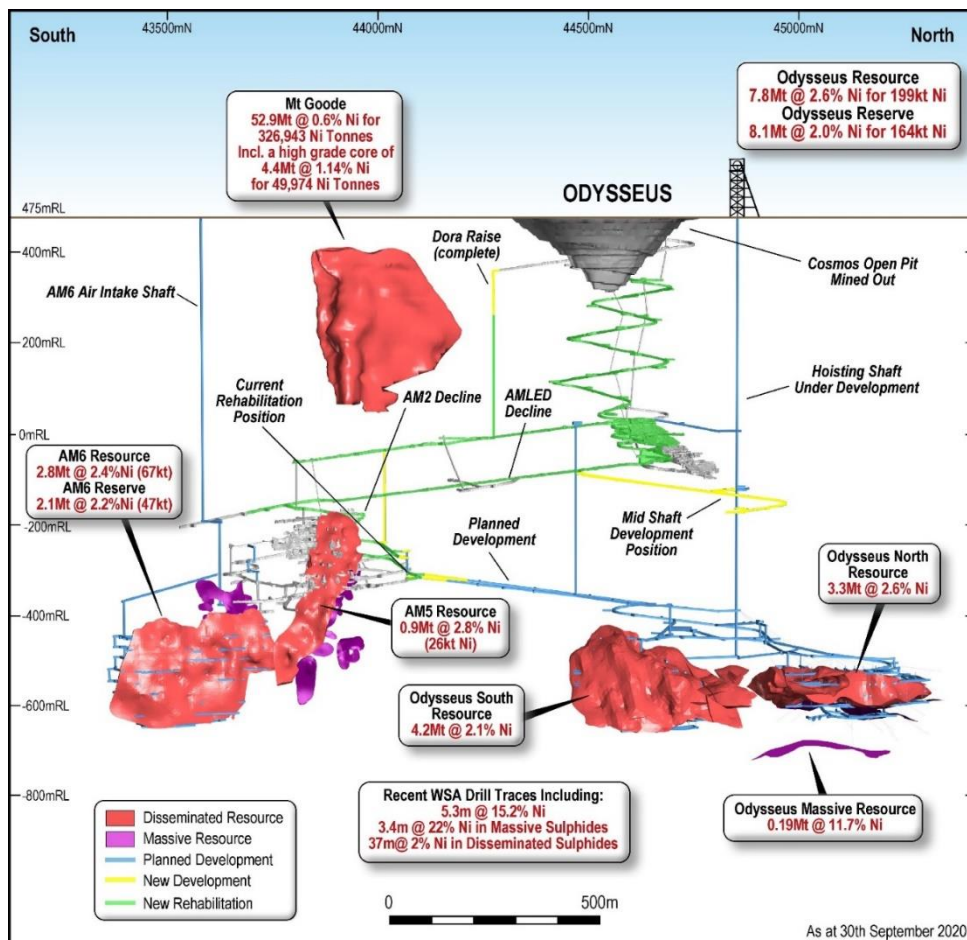 South
43500mN
44000mN
44500mN
45000mN
North
Mt Goode
52.9Mt @ 0.6% Ni for
326,943 Ni Tonnes
Incl. a high grade core of
4.4Mt @ 1.14% Ni
for 49,974 Ni Tonnes
Odysseus Resource
7.8Mt @ 2.6% Ni for 199kt Ni
Odysseus Reserve
8.1Mt @ 2.0% Ni for 164kt Ni
475mRL
ODYSSEUS
400mRL
Dora Raise
(complete)
Cosmos Open Pit
Mined Out
AM6 Air Intake Shaft
200mRL
Current
Rehabilitation
Position
AM2 Decline
AMLED
Decline
Hoisting Shaft
Under Development
0mRL
AM6 Resource
2.8Mt @ 2.4%Ni (67kt)
AM6 Reserve
2.1Mt @ 2.2%Ni (47kt)
-200mRL
Planned
Development
Mid Shaft
Development
Position
Odysseus North
Resource
3.3Mt @ 2.6% Ni
-400mRL
AM5 Resource
0.9Mt @ 2.8% Ni
(26kt Ni)
Odysseus South
Resource
4.2Mt @ 2.1% Ni
-600mRL
-800mRL
Recent WSA Drill Traces Including:
5.3m @ 15.2% Ni
3.4m @ 22% Ni in Massive Sulphides
37m@ 2% Ni in Disseminated Sulphides
Odysseus Massive Resource
0.19Mt @ 11.7% Ni
Disseminated Resource
Massive Resource
Planned Development
New Development
New Rehabilitation
0
500m
As at 30th September 2020